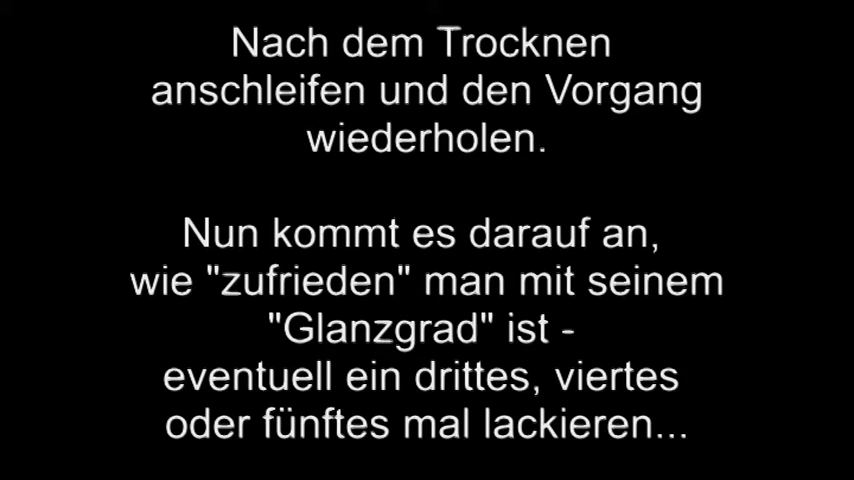 Nach dem Trocknen
anschleifen und den Vorgang
wiederholen.
Nun kommt es darauf an,
wie "zufrieden" man mit seinem
"Glanzgrad" ist -
eventuell ein drittes, viertes
oder fünftes mal lackieren...